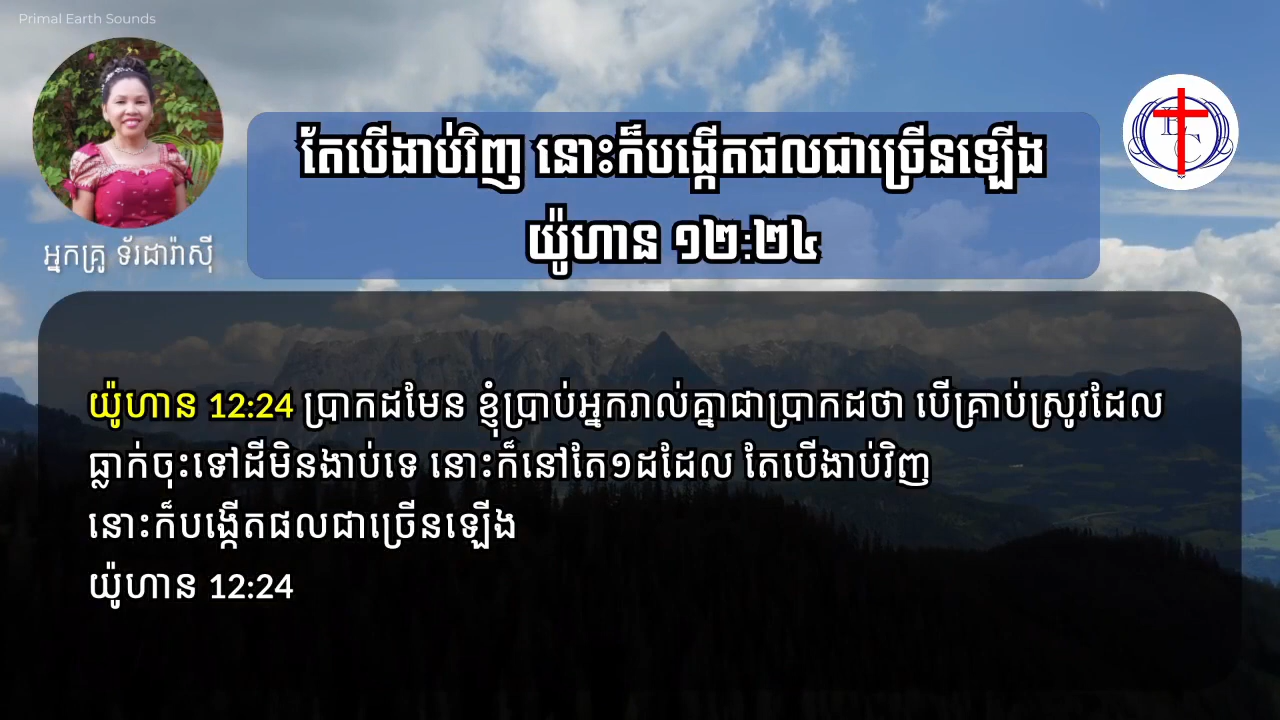 Primal Earth Sounds
តែបើងាប់វិញ នោះក៏បង្កើតផលជាច្រើនឡើង
យ៉ូហាន ១២:២៤
អ្នកគ្រូ ទ័រដារ៉ាស៊ី
យ៉ូហាន 12:24 ប្រាកដមែន ខ្ញុំប្រាប់អ្នករាល់គ្នាជាប្រាកដថា បើគ្រាប់ស្រូវដែល
ធ្លាក់ចុះទៅដីមិនងាប់ទេ នោះក៏នៅតែ១ដដែល តែបើងាប់វិញ
នោះក៏បង្កើតផលជាច្រើនឡើង
យ៉ូហាន 12:24